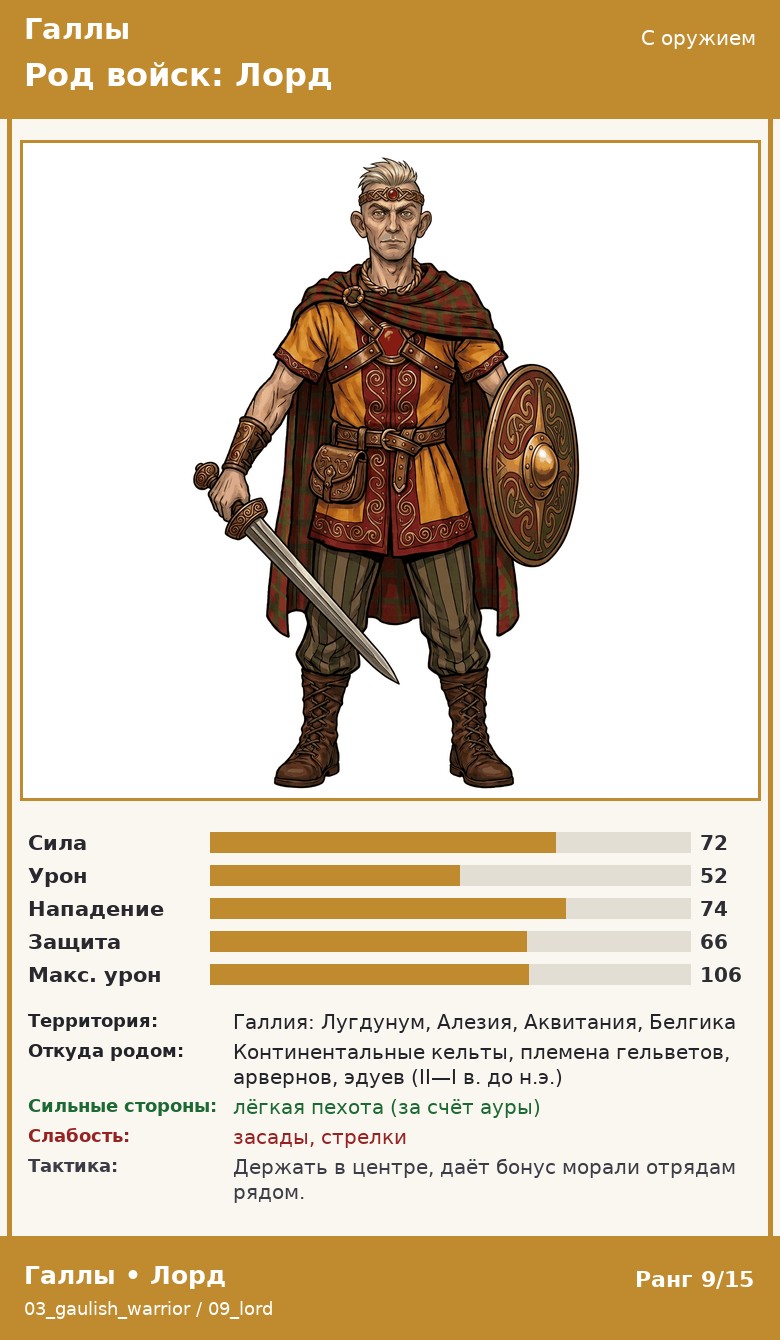 Галлы
С оружием
Род войск: Лорд
Сила 72
Урон 52
Нападение 74
Защита 66
Макс. урон 106
Территория: Галлия: Лугдунум, Алезия, Аквитания, Белгика
Откуда родом: Континентальные кельты, племена гельветов,
арвернов, эдуев (II—I в. до н.э.)
Сильные стороны: лёгкая пехота (за счёт ауры)
Слабость: засады, стрелки
Тактика: Держать в центре, даёт бонус морали отрядам
рядом.
Галлы • Лорд
Ранг 9/15
03_gaulish_warrior / 09_lord